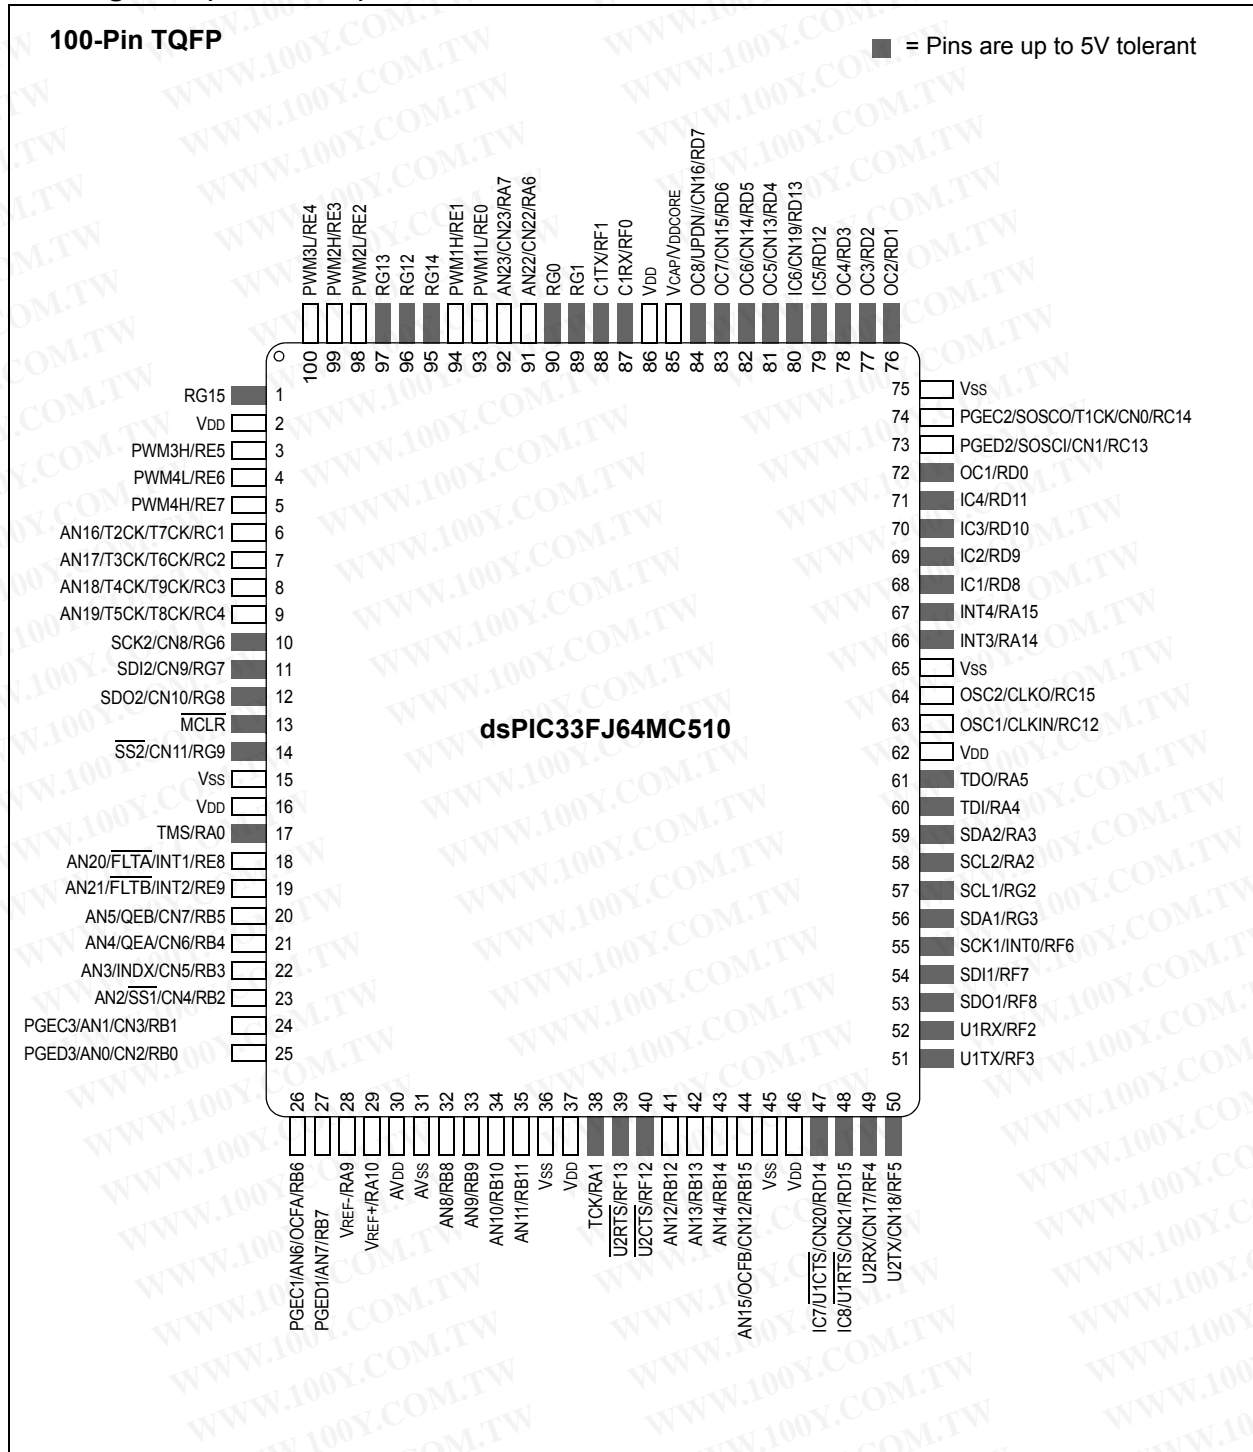 100-Pin TQFP
= Pins are up to 5V tolerant
PWM3L/RE4
PWM2H/RE3
PWM2L/RE2
RG13
RG12
RG14
PWM1H/RE1
PWM1L/RE0
AN23/CN23/RA7
AN22/CN22/RA6
RG0
RG1
C1TX/RF1
C1RX/RF0
VDD
VCAP/VDDCORE
OC8/UPDN//CN16/RD7
OC7/CN15/RD6
OC6/CN14/RD5
OC5/CN13/RD4
IC6/CN19/RD13
IC5/RD12
OC4/RD3
OC3/RD2
OC2/RD1
100
99
98
97
96
95
94
93
92
91
90
89
88
87
86
85
84
83
82
81
80
79
78
77
76
RG15 1
VDD 2
PWM3H/RE5 3
PWM4L/RE6 4
PWM4H/RE7 5
AN16/T2CK/T7CK/RC1 6
AN17/T3CK/T6CK/RC2 7
AN18/T4CK/T9CK/RC3 8
AN19/T5CK/T8CK/RC4 9
SCK2/CN8/RG6 10
SDI2/CN9/RG7 11
SDO2/CN10/RG8 12
MCLR 13
SS2/CN11/RG9 14
VSS 15
VDD 16
TMS/RA0 17
AN20/FLTA/INT1/RE8 18
AN21/FLTB/INT2/RE9 19
AN5/QEB/CN7/RB5 20
AN4/QEA/CN6/RB4 21
AN3/INDX/CN5/RB3 22
AN2/SS1/CN4/RB2 23
PGEC3/AN1/CN3/RB1 24
PGED3/AN0/CN2/RB0 25
dsPIC33FJ64MC510
75 VSS
74 PGEC2/SOSCO/T1CK/CN0/RC14
73 PGED2/SOSCI/CN1/RC13
72 OC1/RD0
71 IC4/RD11
70 IC3/RD10
69 IC2/RD9
68 IC1/RD8
67 INT4/RA15
66 INT3/RA14
65 VSS
64 OSC2/CLKO/RC15
63 OSC1/CLKIN/RC12
62 VDD
61 TDO/RA5
60 TDI/RA4
59 SDA2/RA3
58 SCL2/RA2
57 SCL1/RG2
56 SDA1/RG3
55 SCK1/INT0/RF6
54 SDI1/RF7
53 SDO1/RF8
52 U1RX/RF2
51 U1TX/RF3
26
27
28
29
30
31
32
33
34
35
36
37
38
39
40
41
42
43
44
45
46
47
48
49
50
PGEC1/AN6/OCFA/RB6
PGED1/AN7/RB7
VREF-/RA9
VREF+/RA10
AVDD
AVSS
AN8/RB8
AN9/RB9
AN10/RB10
AN11/RB11
VSS
VDD
TCK/RA1
U2RTS/RF13
U2CTS/RF12
AN12/RB12
AN13/RB13
AN14/RB14
AN15/OCFB/CN12/RB15
VSS
VDD
IC7/U1CTS/CN20/RD14
IC8/U1RTS/CN21/RD15
U2RX/CN17/RF4
U2TX/CN18/RF5
WWW.100Y.COM.TW